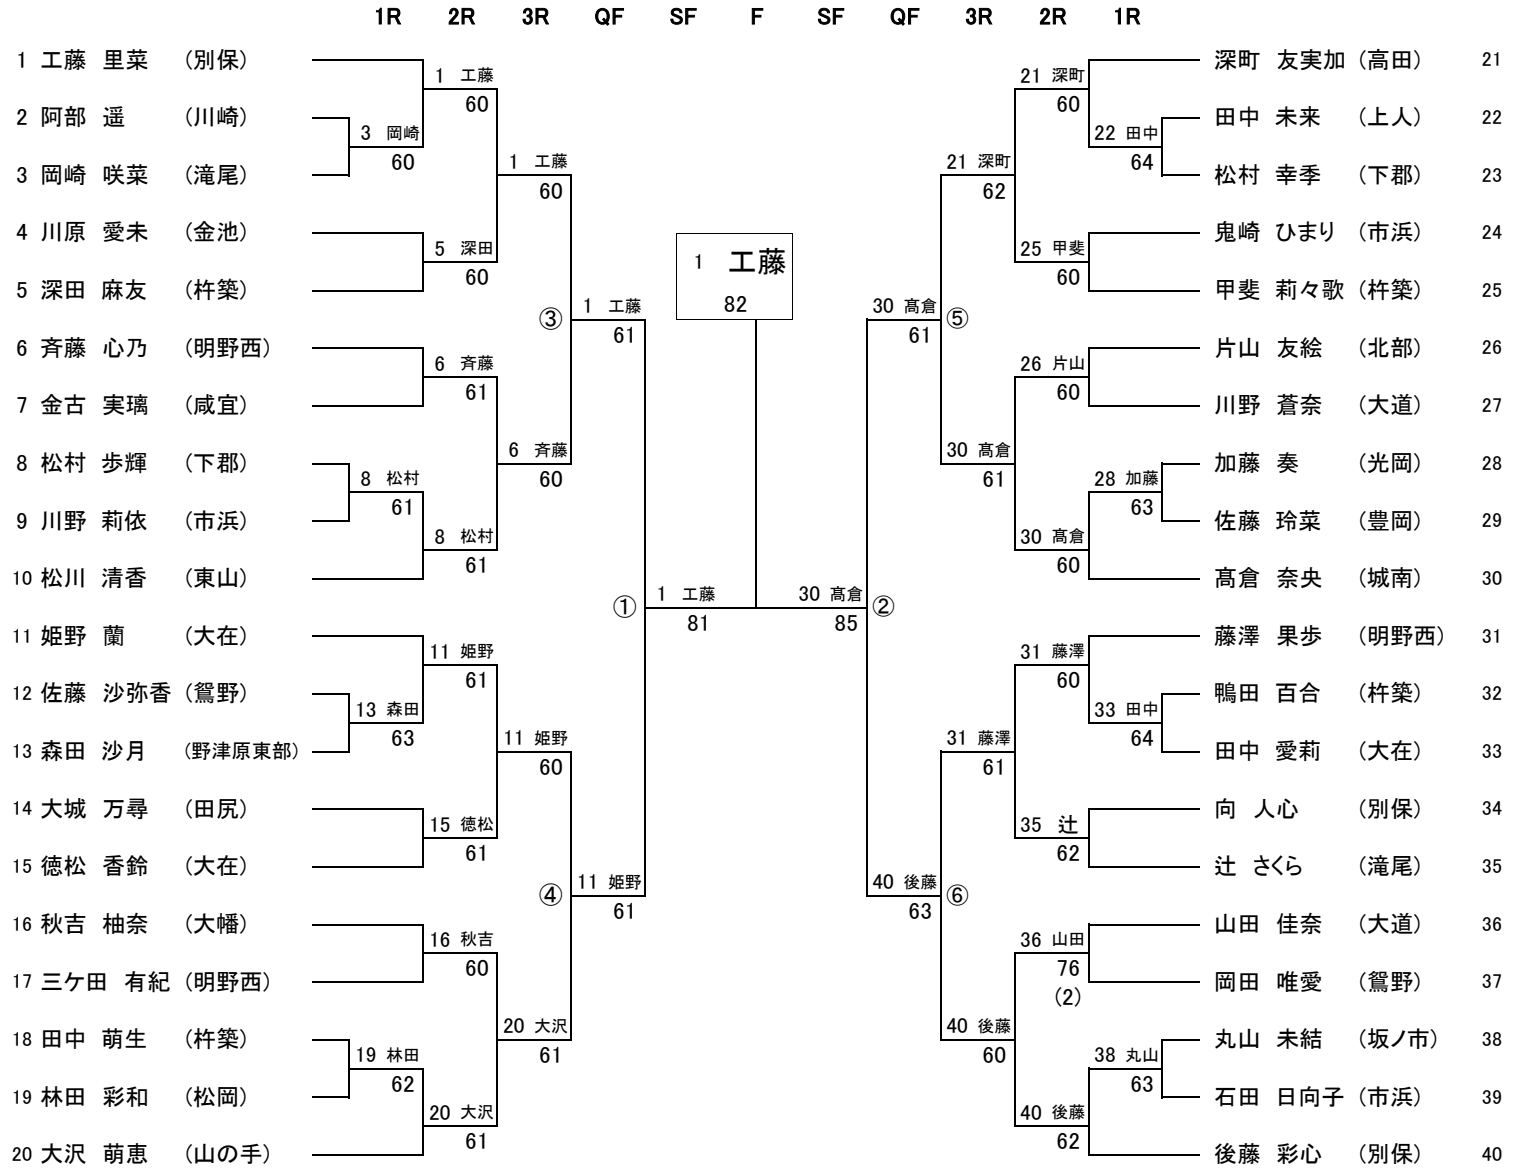 1R 2R 3R QF SF F SF QF 3R 2R 1R
1 工藤 里菜 (別保) 深町 友実加 (高田) 21
1 工藤 21 深町
60 60
2 阿部 遥 (川崎) 田中 未来 (上人) 22
3 岡崎 22 田中
60 1 工藤 21 深町 64
3 岡崎 咲菜 (滝尾) 松村 幸季 (下郡) 23
60 62
4 川原 愛未 (金池) 鬼崎 ひまり (市浜) 24
5 深田 1 工藤 25 甲斐
60 60
5 深田 麻友 (杵築) 甲斐 莉々歌 (杵築) 25
82
③ 1 工藤 30 髙倉 ⑤
61 61
6 斉藤 心乃 (明野西) 片山 友絵 (北部) 26
6 斉藤 26 片山
61 60
7 金古 実璃 (咸宜) 川野 蒼奈 (大道) 27
6 斉藤 30 髙倉
8 松村 歩輝 (下郡) 加藤 奏 (光岡) 28
60 61
8 松村 28 加藤
61 63
9 川野 莉依 (市浜) 佐藤 玲菜 (豊岡) 29
8 松村 30 髙倉
61 60
10 松川 清香 (東山) 髙倉 奈央 (城南) 30
① 1 工藤 30 髙倉 ②
81 85
11 姫野 蘭 (大在) 藤澤 果歩 (明野西) 31
11 姫野 31 藤澤
61 60
12 佐藤 沙弥香 (鴛野) 鴨田 百合 (杵築) 32
13 森田 33 田中
63 11 姫野 31 藤澤 64
13 森田 沙月 (野津原東部) 田中 愛莉 (大在) 33
60 61
14 大城 万尋 (田尻) 向 人心 (別保) 34
15 徳松 35 辻
61 62
15 徳松 香鈴 (大在) 辻 さくら (滝尾) 35
④ 11 姫野 40 後藤 ⑥
61 63
16 秋吉 柚奈 (大幡) 山田 佳奈 (大道) 36
16 秋吉 36 山田
60 76
17 三ケ田 有紀 (明野西) 岡田 唯愛 (鴛野) 37
(2)
20 大沢 40 後藤
18 田中 萌生 (杵築) 丸山 未結 (坂ノ市) 38
61 60
19 林田 38 丸山
62 63
19 林田 彩和 (松岡) 石田 日向子 (市浜) 39
20 大沢 40 後藤
61 62
20 大沢 萌恵 (山の手) 後藤 彩心 (別保) 40